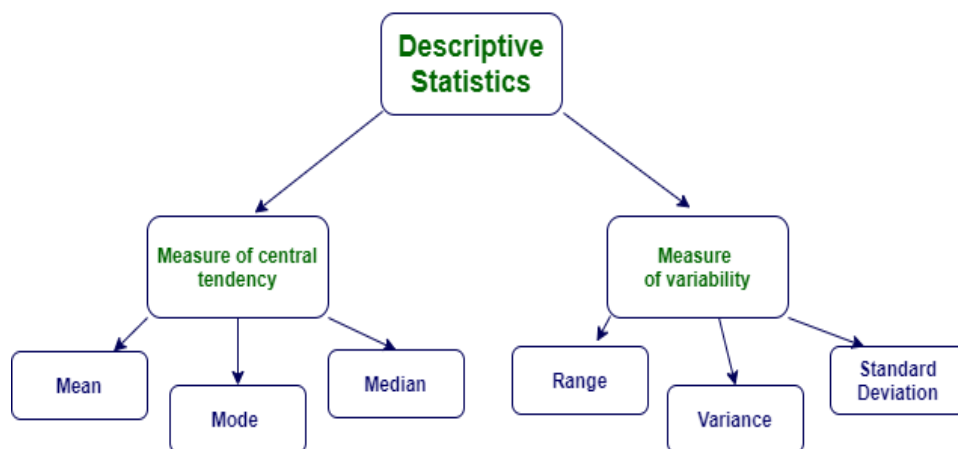 Descriptive
Statistics
Measure of central
tendency
Measure
of variability
Mean
Mode
Median
Range
Variance
Standard
Deviation